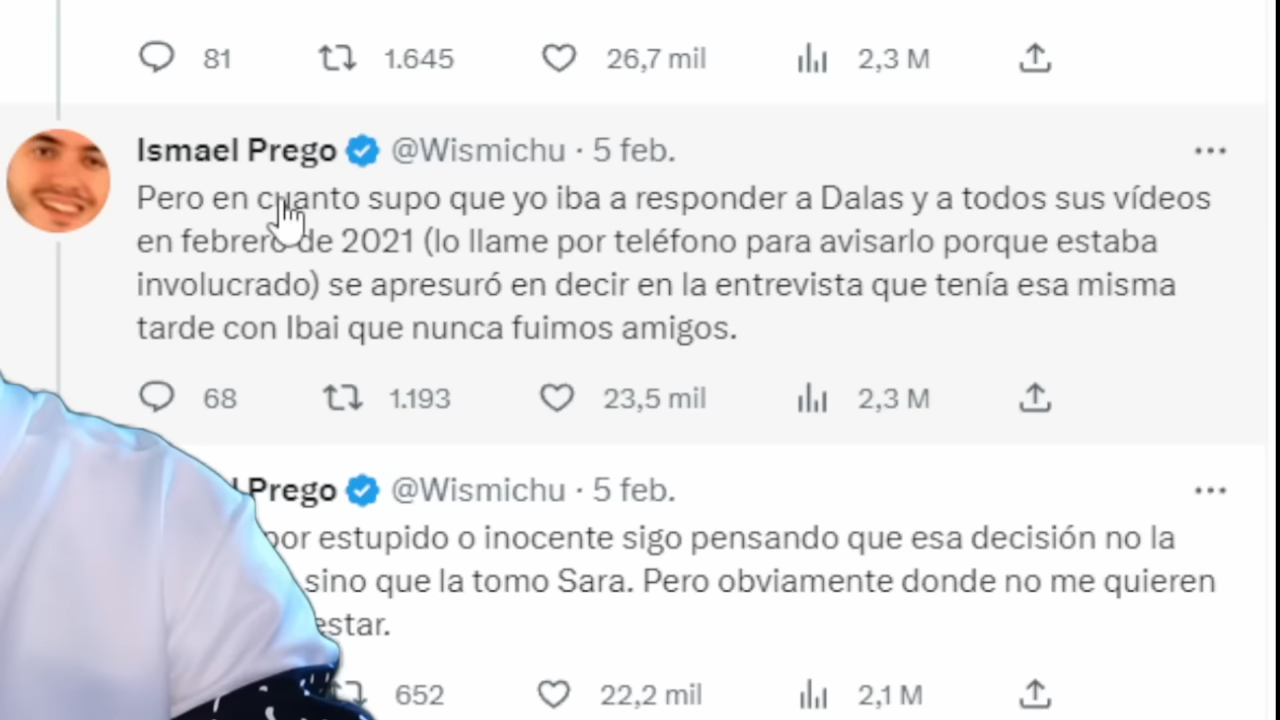 81 1.645 26,7 mil 2,3 M
Ismael Prego @Wismichu · 5 feb.
Pero en cuanto supo que yo iba a responder a Dalas y a todos sus vídeos
en febrero de 2021 (lo llame por teléfono para avisarlo porque estaba
involucrado) se apresuró en decir en la entrevista que tenía esa misma
tarde con Ibai que nunca fuimos amigos.
68 1.193 23,5 mil 2,3 M
Prego @Wismichu · 5 feb.
por estupido o inocente sigo pensando que esa decisión no la
sino que la tomo Sara. Pero obviamente donde no me quieren
estar.
652 22,2 mil 2,1 M